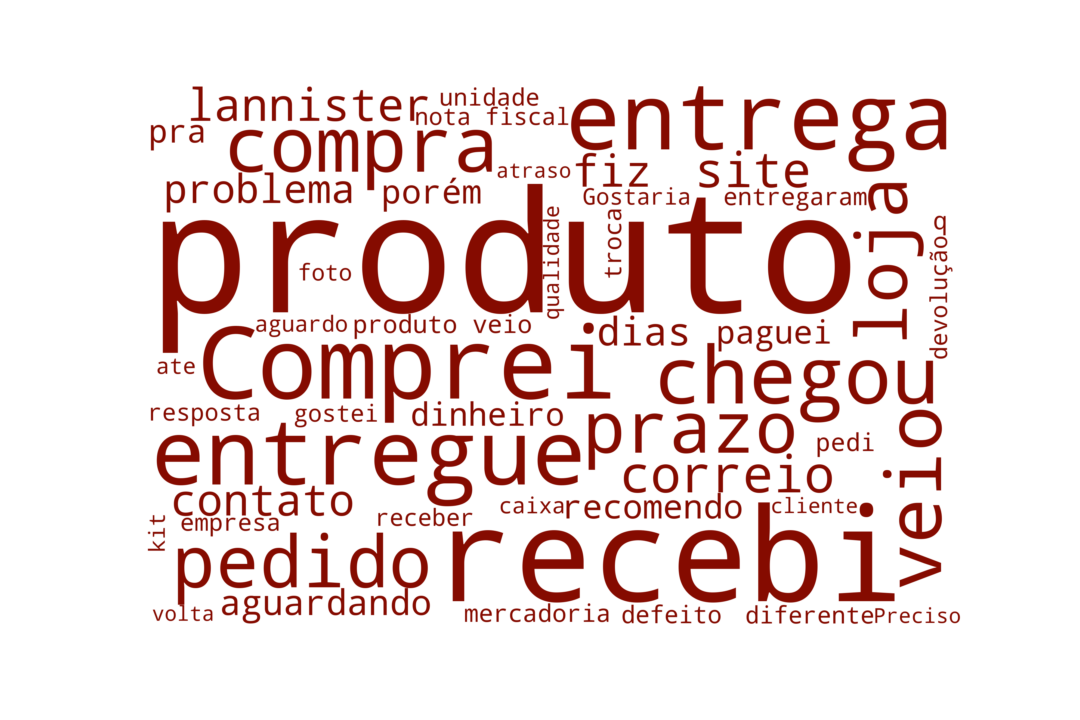 lannister
unidade
entrega
pra
nota fiscal
compra
atraso
fiz
site
problema
porém
Gostaria
entregaram
produto
loja
foto
qualidade
troca
devolução
aguardo
produto veio
dias
paguei
ate
Comprei
chegou
resposta
gostei
dinheiro
prazo
pedi
entregue
correio
veio
contato
caixa
recomendo
cliente
kit
empresa
receber
pedido
recebi
volta
aguardando
mercadoria
defeito
diferente
Preciso